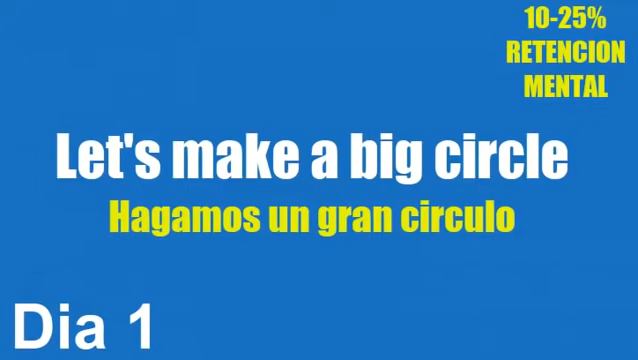 10-25%
RETENCION
MENTAL
Let's make a big circle
Hagamos un gran circulo
Dia 1